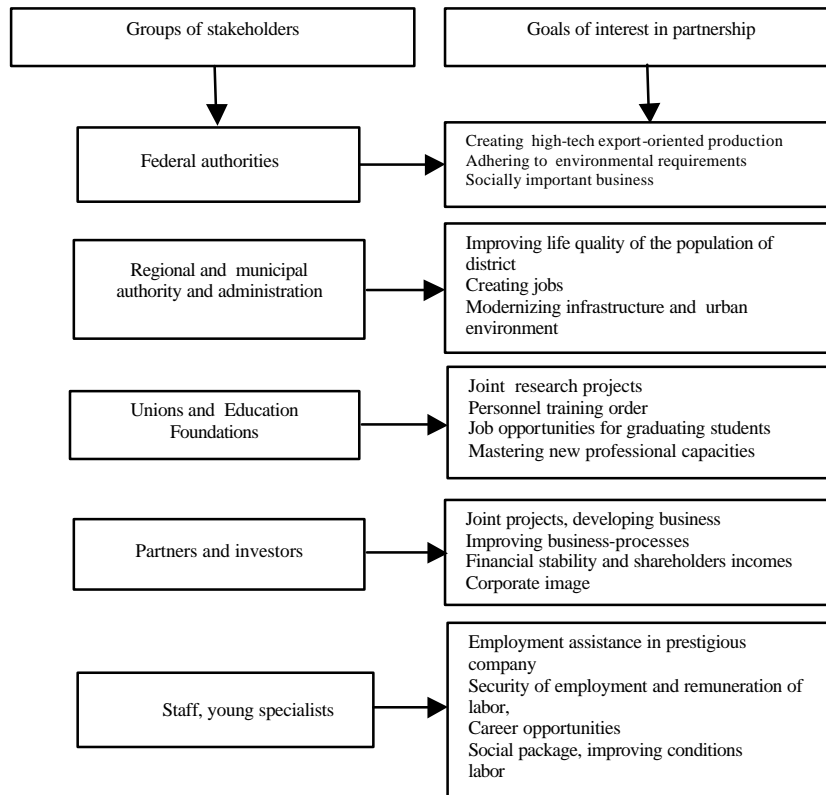 Groups of stakeholders
Goals of interest in partnership
Federal authorities
Creating high-tech export-oriented production
Adhering to environmental requirements
Socially important business
Regional and municipal
authority and administration
Improving life quality of the population of
district
Creating jobs
Modernizing infrastructure and urban
environment
Unions and Education
Foundations
Joint research projects
Personnel training order
Job opportunities for graduating students
Mastering new professional capacities
Partners and investors
Joint projects, developing business
Improving business-processes
Financial stability and shareholders incomes
Corporate image
Staff, young specialists
Employment assistance in prestigious
company
Security of employment and remuneration of
labor,
Career opportunities
Social package, improving conditions
labor